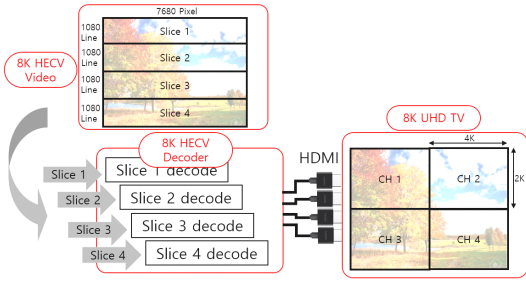 7680 Pixel
1080
Line
Slice 1
1080
Line
Slice 2
1080
Line
Slice 3
1080
Line
Slice 4
8K HECV
Video
8K HECV
Decoder
Slice 1
Slice 1 decode
Slice 2
Slice 2 decode
Slice 3
Slice 3 decode
Slice 4
Slice 4 decode
HDMI
8K UHD TV
4K
2K
CH 1
CH 2
CH 3
CH 4